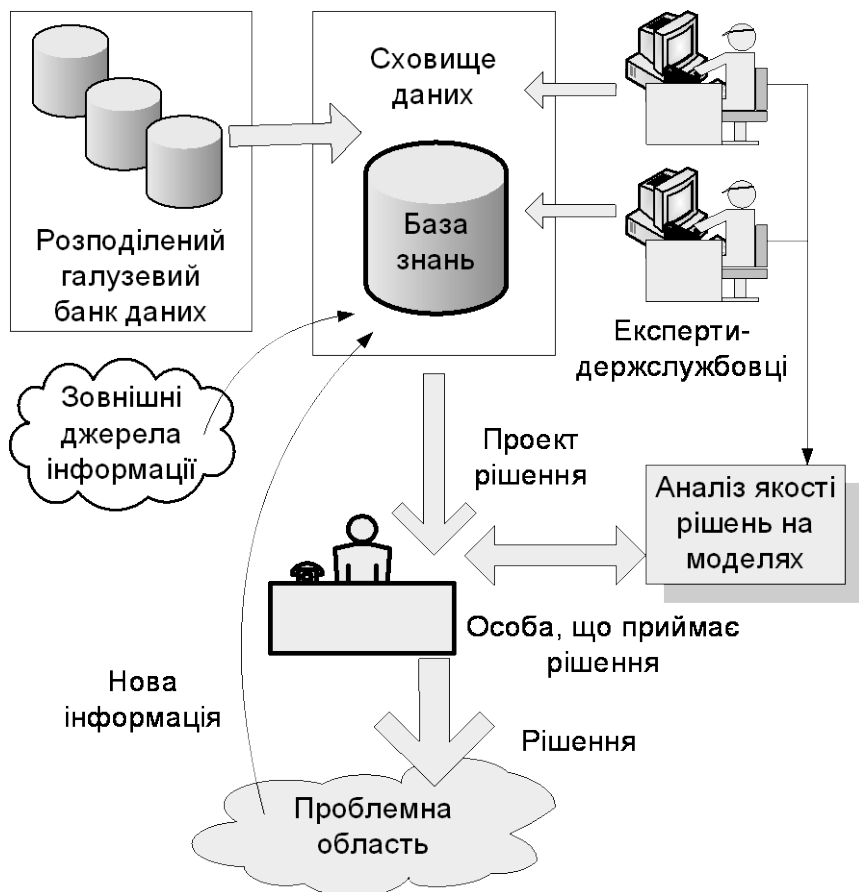 Сховище
даних
База
знань
Розподілений
галузевий
банк даних
Експерти-
держслужбовці
Зовнішні
джерела
інформації
Проект
рішення
Аналіз якості
рішень на
моделях
Особа, що приймає
рішення
Нова
інформація
Рішення
Проблемна
область